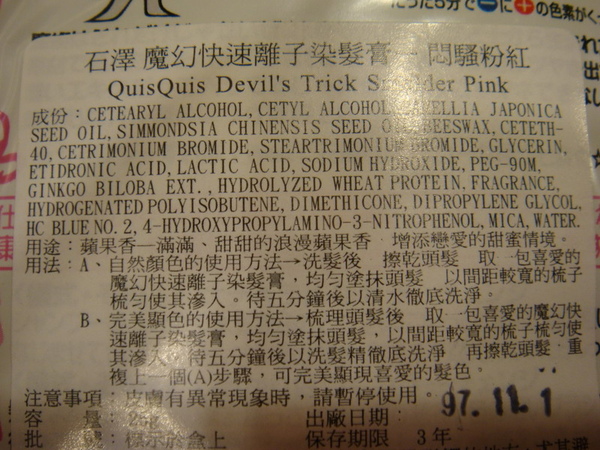 たった5分で⊖に⊕の色素がく
石澤 魔幻快速離子染髮膏 - 悶騷粉紅
QuisQuis Devil's Trick Pink
成份：CETEARYL ALCOHOL, CETYL ALCOHOL, CAMELLIA JAPONICA
SEED OIL, SIMMONDSIA CHINENSIS SEED OIL, BEESWAX, CETETH-
40, CETRIMONIUM BROMIDE, STEARTRIMONIUM BROMIDE, GLYCERIN,
ETIDRONIC ACID, LACTIC ACID, SODIUM HYDROXIDE, PEG-90M,
GINKGO BILOBA EXT., HYDROLYZED WHEAT PROTEIN. FRAGRANCE,
HYDROGENATED POLYISOBUTENE, DIMETHICONE, DIPROPYLENE GLYCOL,
HC BLUE NO. 2, 4-HYDROXYPROPYLAMINO-3-NITROPHENOL, MICA, WATER.
用途：蘋果香—滿滿、甜甜的浪漫蘋果香 增添戀愛的甜蜜情境。
用法：A、自然顏色的使用方法→洗髮後 擦乾頭髮 取一包喜愛的
魔幻快速離子染髮膏，均勻塗抹頭髮 以間距較寬的梳子
梳勻使其滲入。待五分鐘後以清水徹底洗淨。
B、完美顯色的使用方法→梳理頭髮後 取一包喜愛的魔幻快
速離子染髮膏，均勻塗抹頭髮，以間距較寬的梳子梳勻使
其滲入 待五分鐘後以洗髮精徹底洗淨 再擦乾頭髮 重
複上一個(A)步驟，可完美顯現喜愛的髮色。
注意事項：皮膚有異常現象時，請暫停使用。
容 量： 出廠日期：97.11.1
批 號：標示於盒上 保存期限 3年